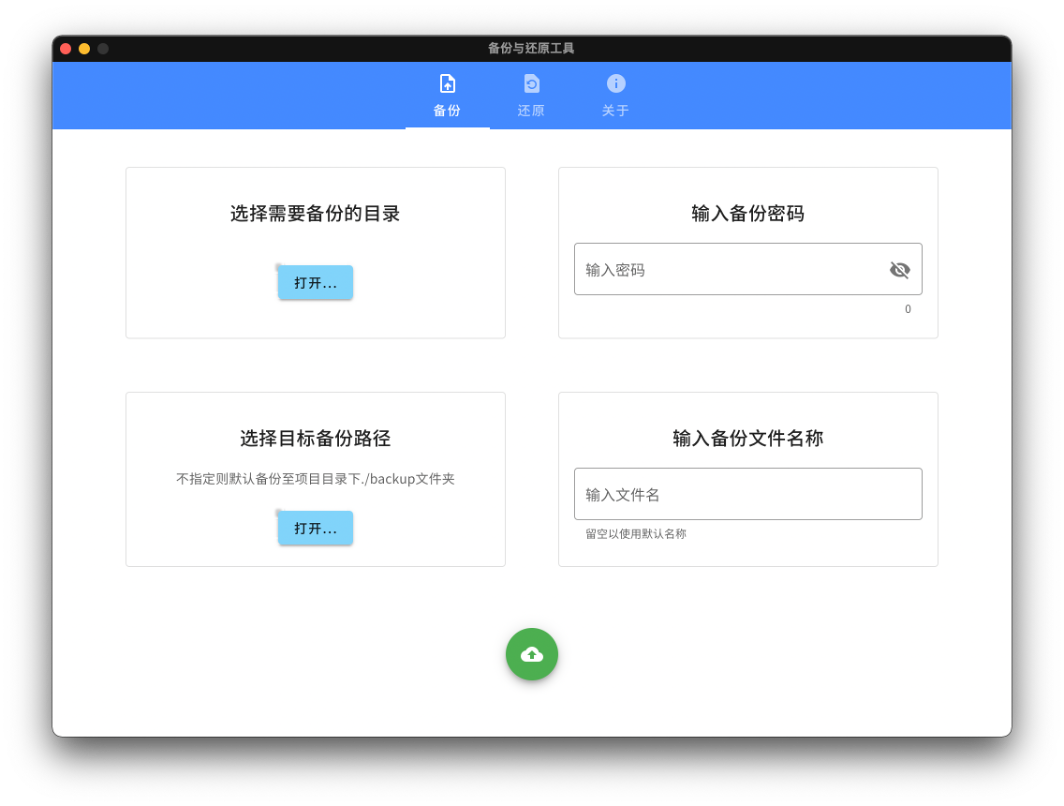 备份与还原工具
备份
还原
关于
选择需要备份的目录
打开...
输入备份密码
输入密码
0
选择目标备份路径
不指定则默认备份至项目目录下./backup文件夹
打开...
输入备份文件名称
输入文件名
留空以使用默认名称